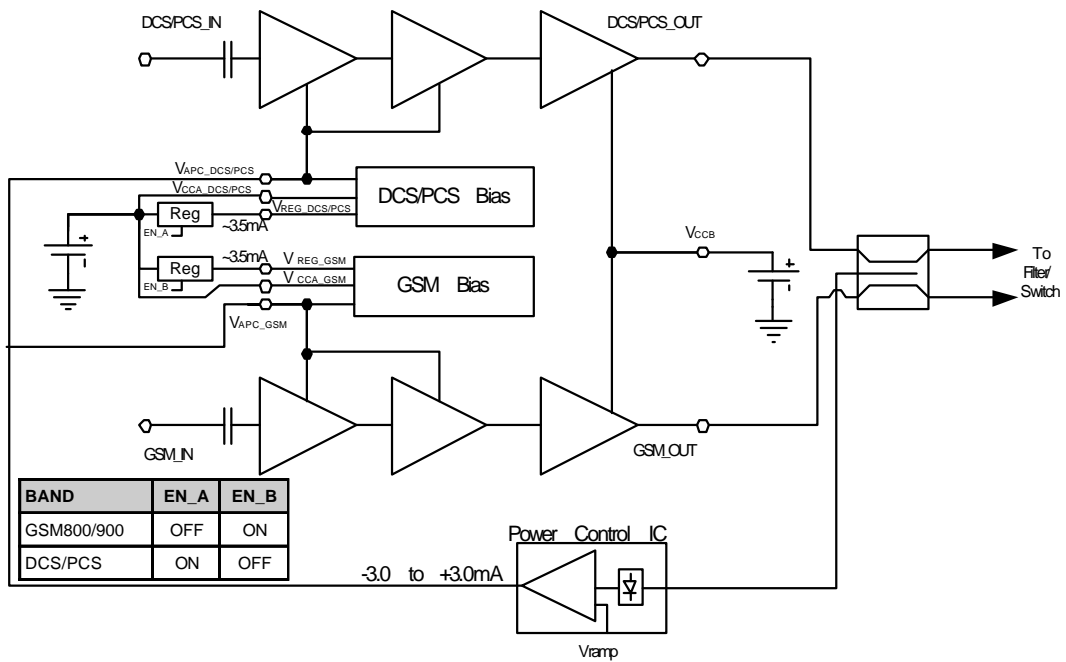 DCS/PCS_IN
DCS/PCS_OUT
VAPC_DCS/PCS
VCCA_DCS/PCS
VREG_DCS/PCS
DCS/PCS Bias
Reg
EN_A
~3.5mA
+
-
Reg
EN_B
~3.5mA
V REG_GSM
V CCA_GSM
GSM Bias
VAPC_GSM
VCCB
+
-
To
Filter/
Switch
GSM_IN
GSM_OUT
BAND EN_A EN_B
GSM800/900 OFF ON
DCS/PCS ON OFF
Power Control IC
-3.0 to +3.0mA
Vramp